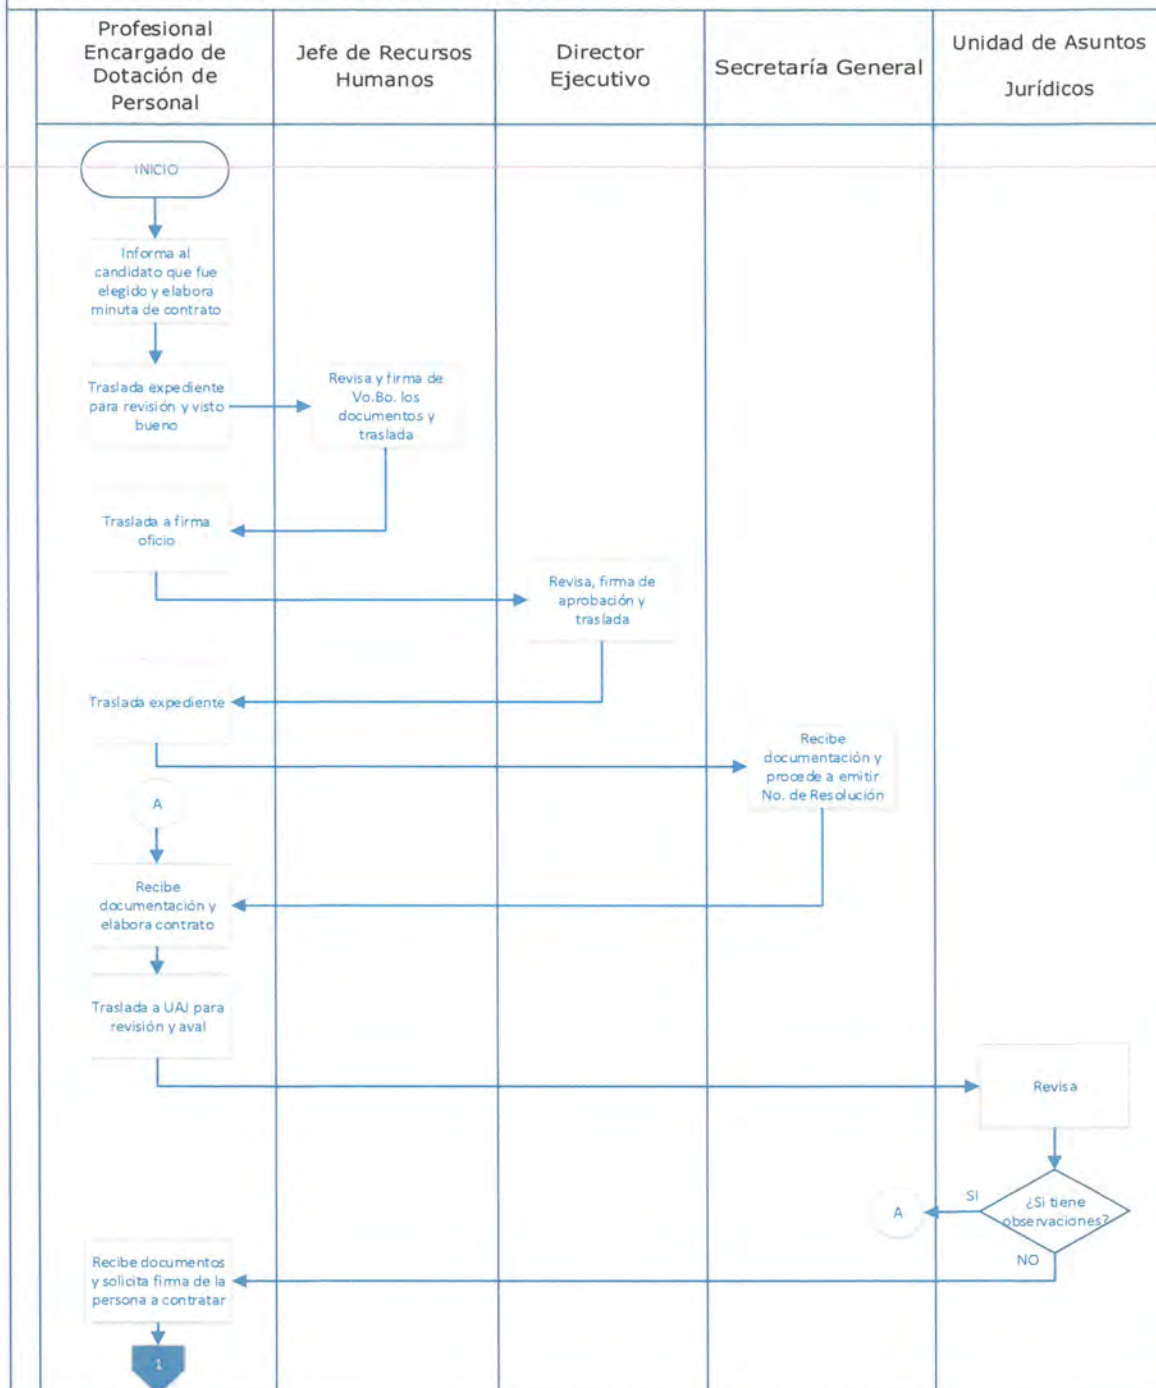 Profesional
Encargado de
Dotación de
Personal
Jefe de Recursos
Humanos
Director
Ejecutivo
Secretaría General
Unidad de Asuntos
Jurídicos
INICIO
Informa al
candidato que fue
elegido y elabora
minuta de contrato
Traslada expediente
para revisión y visto
bueno
Revisa y firma de
Vo.Bo. los
documentos y
traslada
Traslada a firma
oficio
Revisa, firma de
aprobación y
traslada
Traslada expediente
Recibe
documentación y
procede a emitir
No. de Resolución
A
Recibe
documentación y
elabora contrato
Traslada a UAJ para
revisión y aval
Revisa
¿Si tiene
observaciones?
SI
A
NO
Recibe documentos
y solicita firma de la
persona a contratar
1